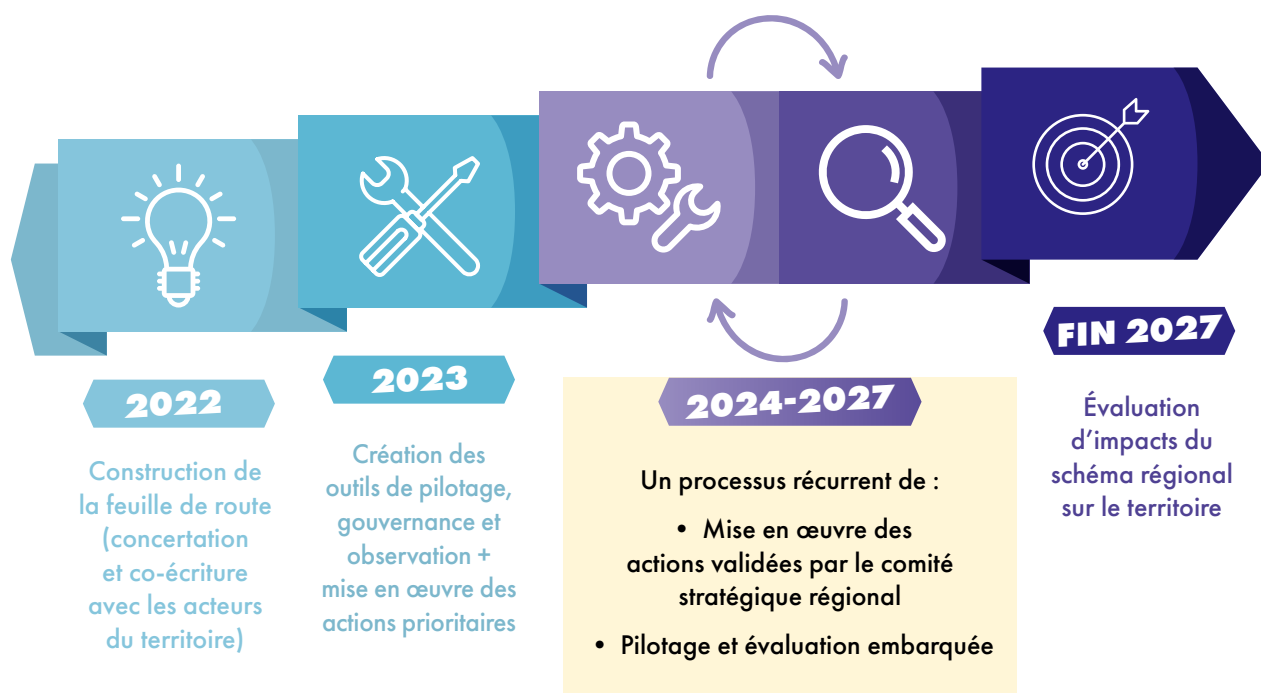 2022
Construction de
la feuille de route
(concertation
et co-écriture
avec les acteurs
du territoire)
2023
Création des
outils de pilotage,
gouvernance et
observation +
mise en œuvre des
actions prioritaires
2024-2027
Un processus récurrent de :
• Mise en œuvre des
actions validées par le comité
stratégique régional
• Pilotage et évaluation embarquée
FIN 2027
Évaluation
d’impacts du
schéma régional
sur le territoire